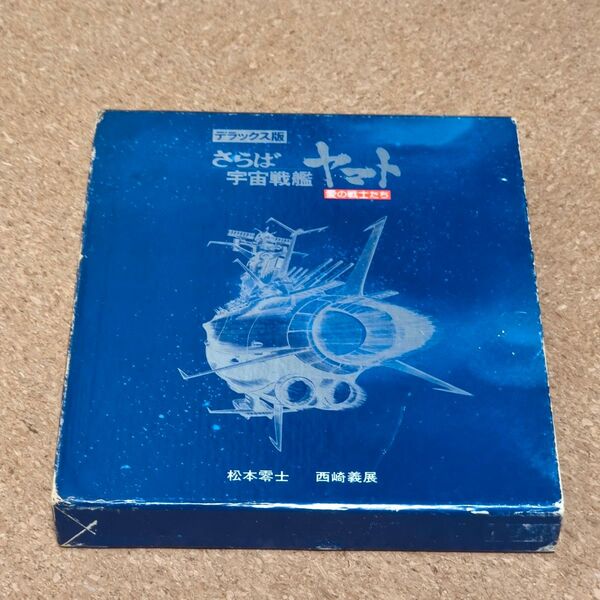 デラックス版
さらば
宇宙戦艦 ヤマト
愛の戦士たち
松本零士 西崎義展